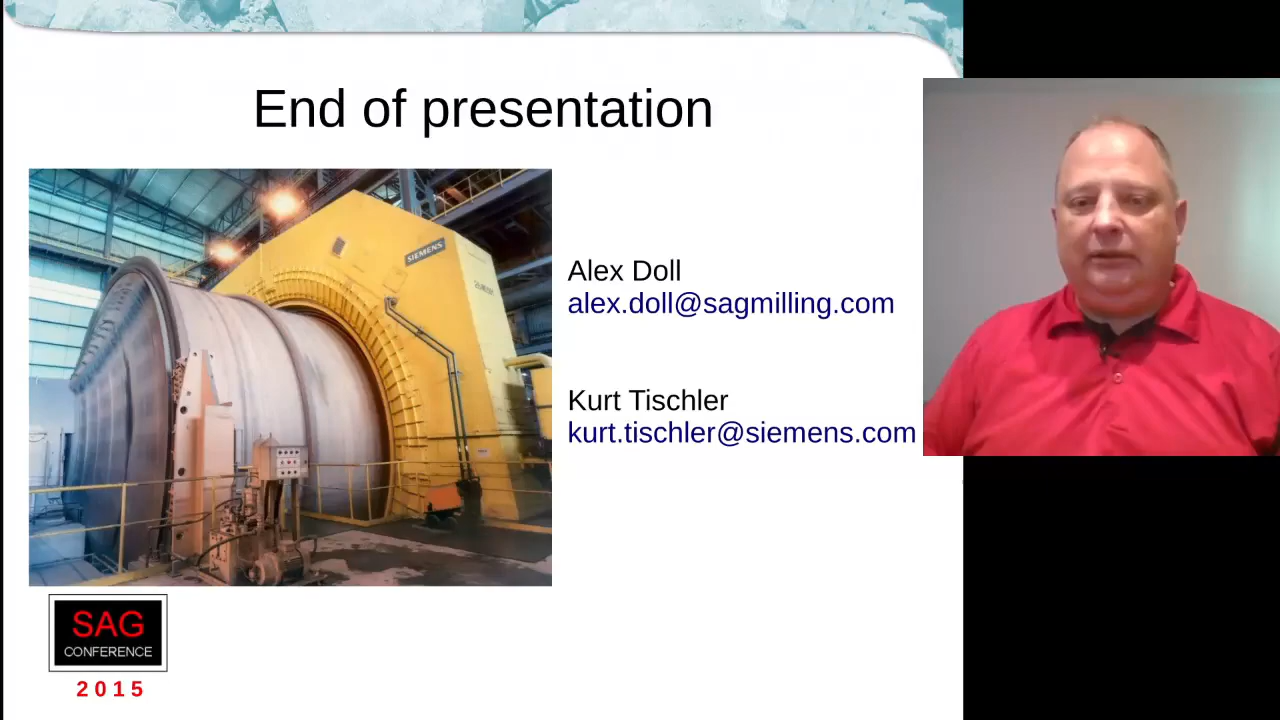 End of presentation
SIEMENS
Alex Doll
alex.doll@sagmilling.com
Kurt Tischler
kurt.tischler@siemens.com
SAG
CONFERENCE
2015